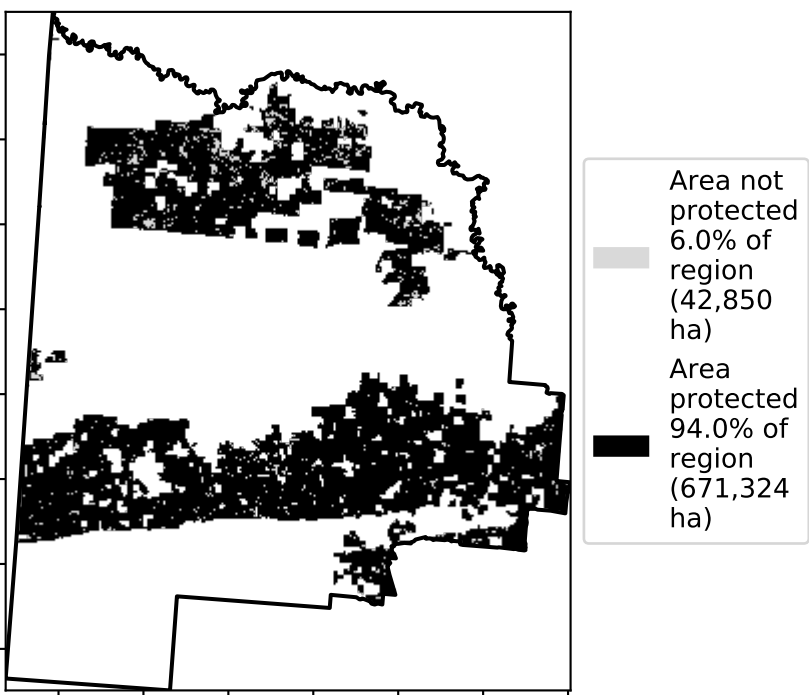 Area not
protected
6.0% of
region
(42,850
ha)
Area
protected
94.0% of
region
(671,324
ha)